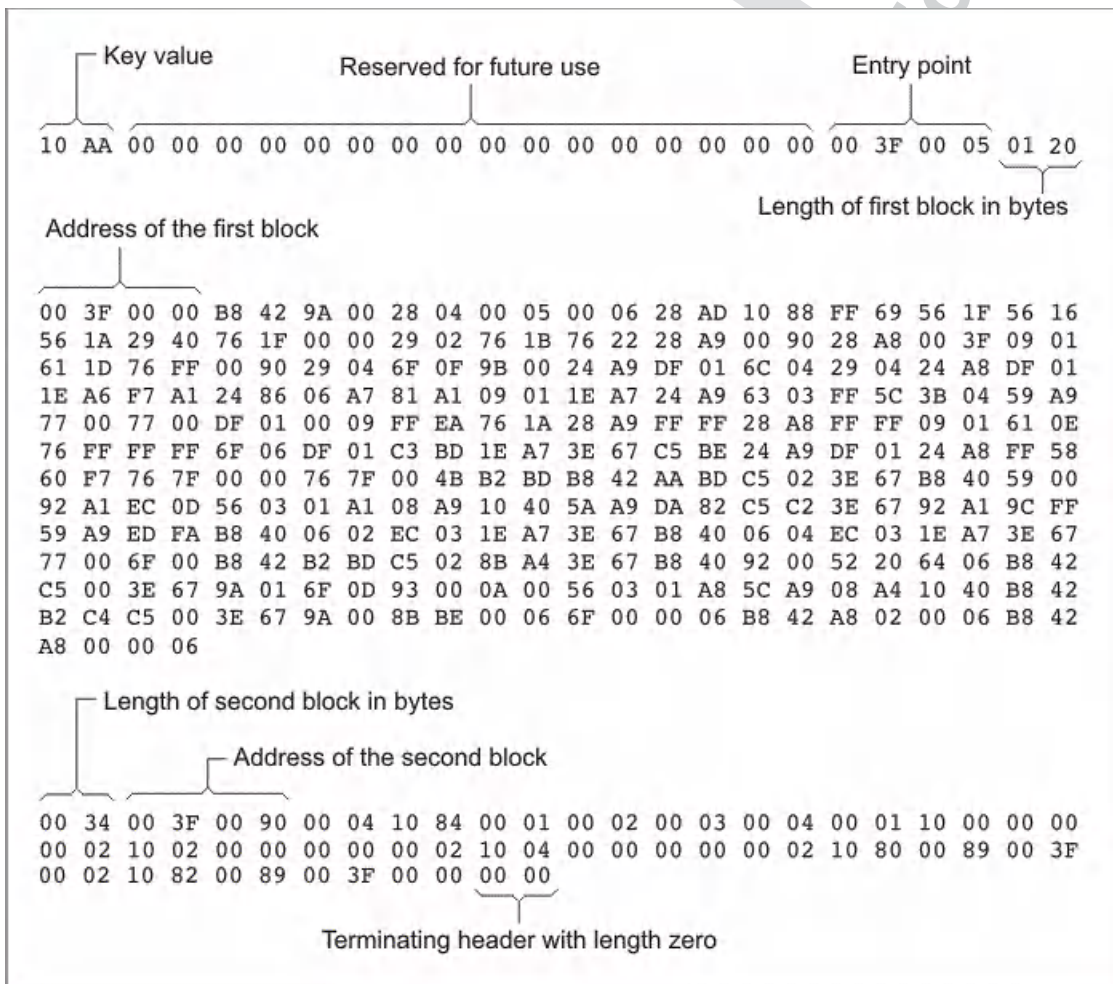 Key value
Reserved for future use
Entry point
10 AA 00 00 00 00 00 00 00 00 00 00 00 00 00 00 00 00 00 3F 00 05 01 20
Length of first block in bytes
Address of the first block
00 3F 00 00 B8 42 9A 00 28 04 00 05 00 06 28 AD 10 88 FF 69 56 1F 56 16
56 1A 29 40 76 1F 00 00 29 02 76 1B 76 22 28 A9 00 90 28 A8 00 3F 09 01
61 1D 76 FF 00 90 29 04 6F 0F 9B 00 24 A9 DF 01 6C 04 29 04 24 A8 DF 01
1E A6 F7 A1 24 86 06 A7 81 A1 09 01 1E A7 24 A9 63 03 FF 5C 3B 04 59 A9
77 00 77 00 DF 01 00 09 FF EA 76 1A 28 A9 FF FF 28 A8 FF FF 09 01 61 0E
76 FF FF FF 6F 06 DF 01 C3 BD 1E A7 3E 67 C5 BE 24 A9 DF 01 24 A8 FF 58
60 F7 76 7F 00 00 76 7F 00 4B B2 BD B8 42 AA BD C5 02 3E 67 B8 40 59 00
92 A1 EC 0D 56 03 01 A1 08 A9 10 40 5A A9 DA 82 C5 C2 3E 67 92 A1 9C FF
59 A9 ED FA B8 40 06 02 EC 03 1E A7 3E 67 B8 40 06 04 EC 03 1E A7 3E 67
77 00 6F 00 B8 42 B2 BD C5 02 8B A4 3E 67 B8 40 92 00 52 20 64 06 B8 42
C5 00 3E 67 9A 01 6F 0D 93 00 0A 00 56 03 01 A8 5C A9 08 A4 10 40 B8 42
B2 C4 C5 00 3E 67 9A 00 8B BE 00 06 6F 00 00 06 B8 42 A8 02 00 06 B8 42
A8 00 00 06
Length of second block in bytes
Address of the second block
00 34 00 3F 00 90 00 04 10 84 00 01 00 02 00 03 00 04 00 01 10 00 00 00
00 02 10 02 00 00 00 00 00 02 10 04 00 00 00 00 00 02 10 80 00 89 00 3F
00 02 10 82 00 89 00 3F 00 00 00 00
Terminating header with length zero